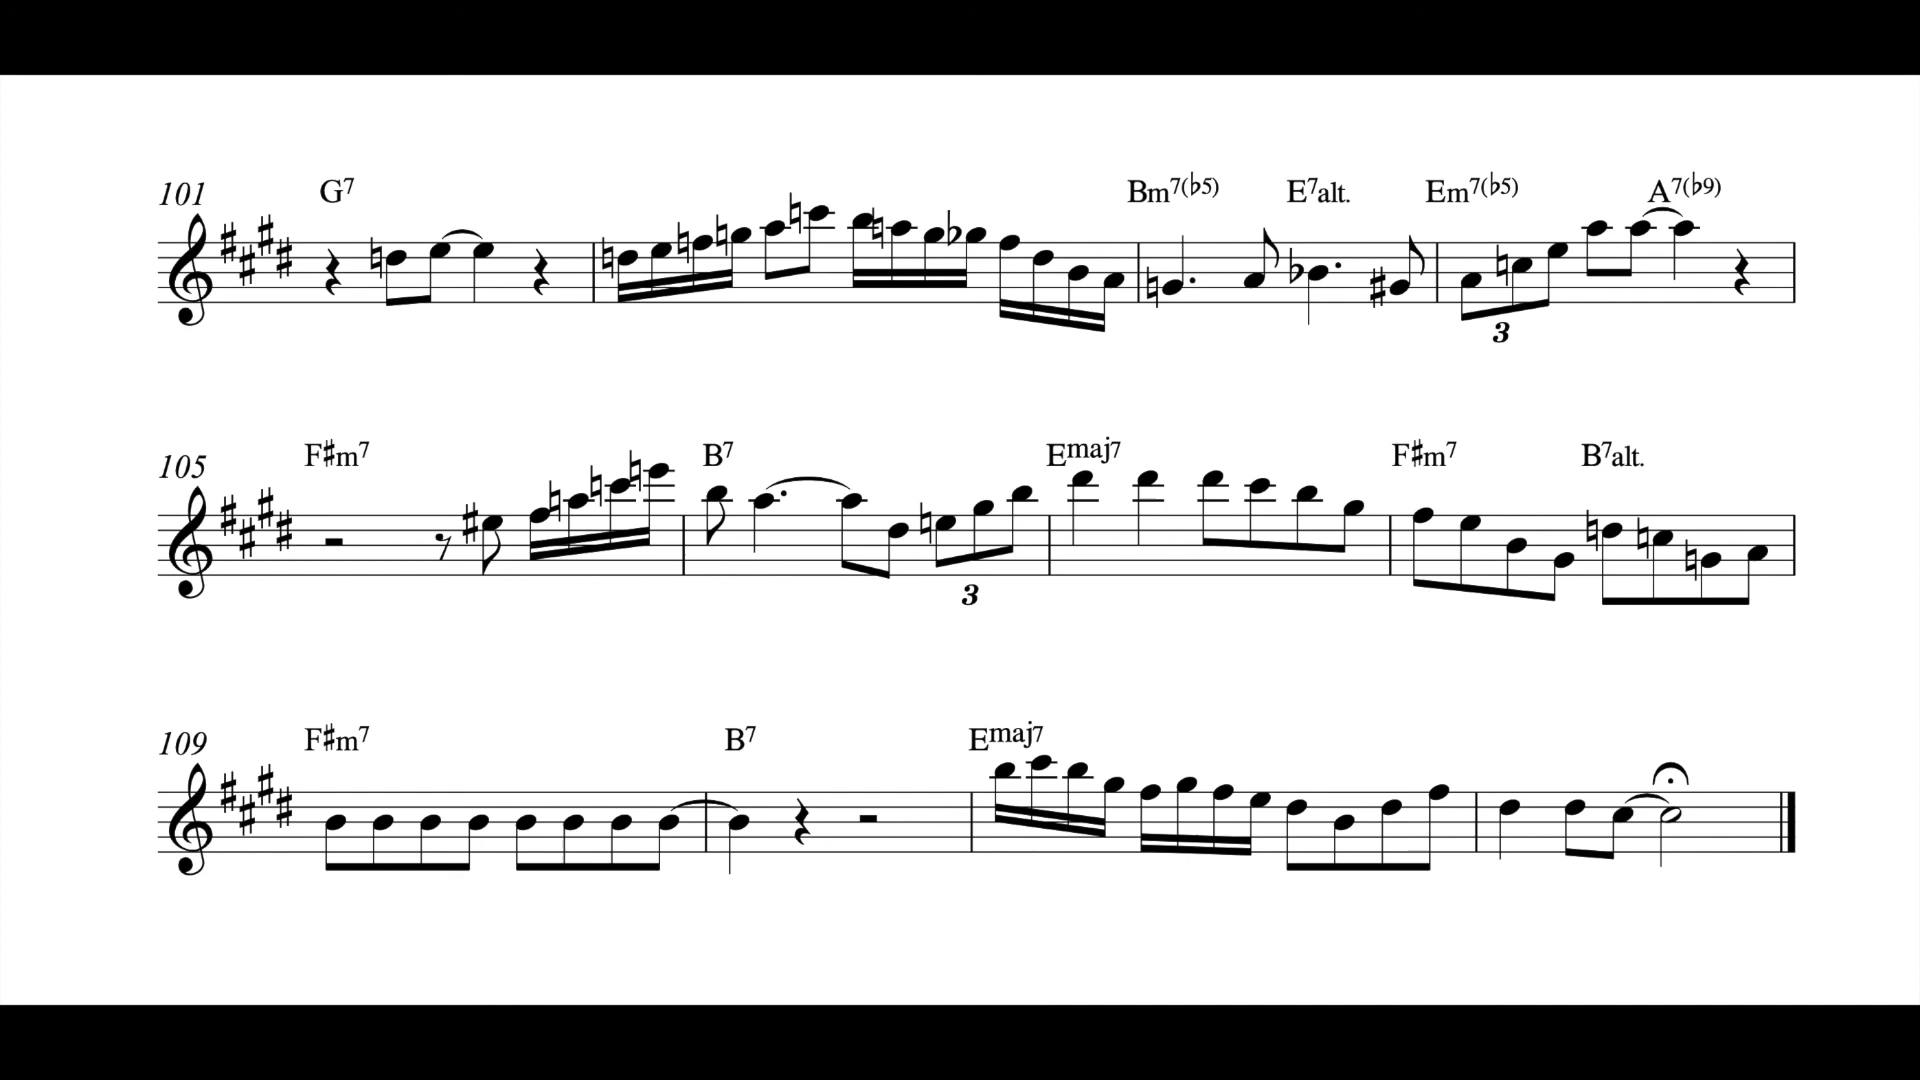 101 G7 Bm7(♭5) E7alt. Em7(♭5) A7(♭9)
3
105 F♯m7 B7 Emaj7 F♯m7 B7alt.
3
109 F♯m7 B7 Emaj7